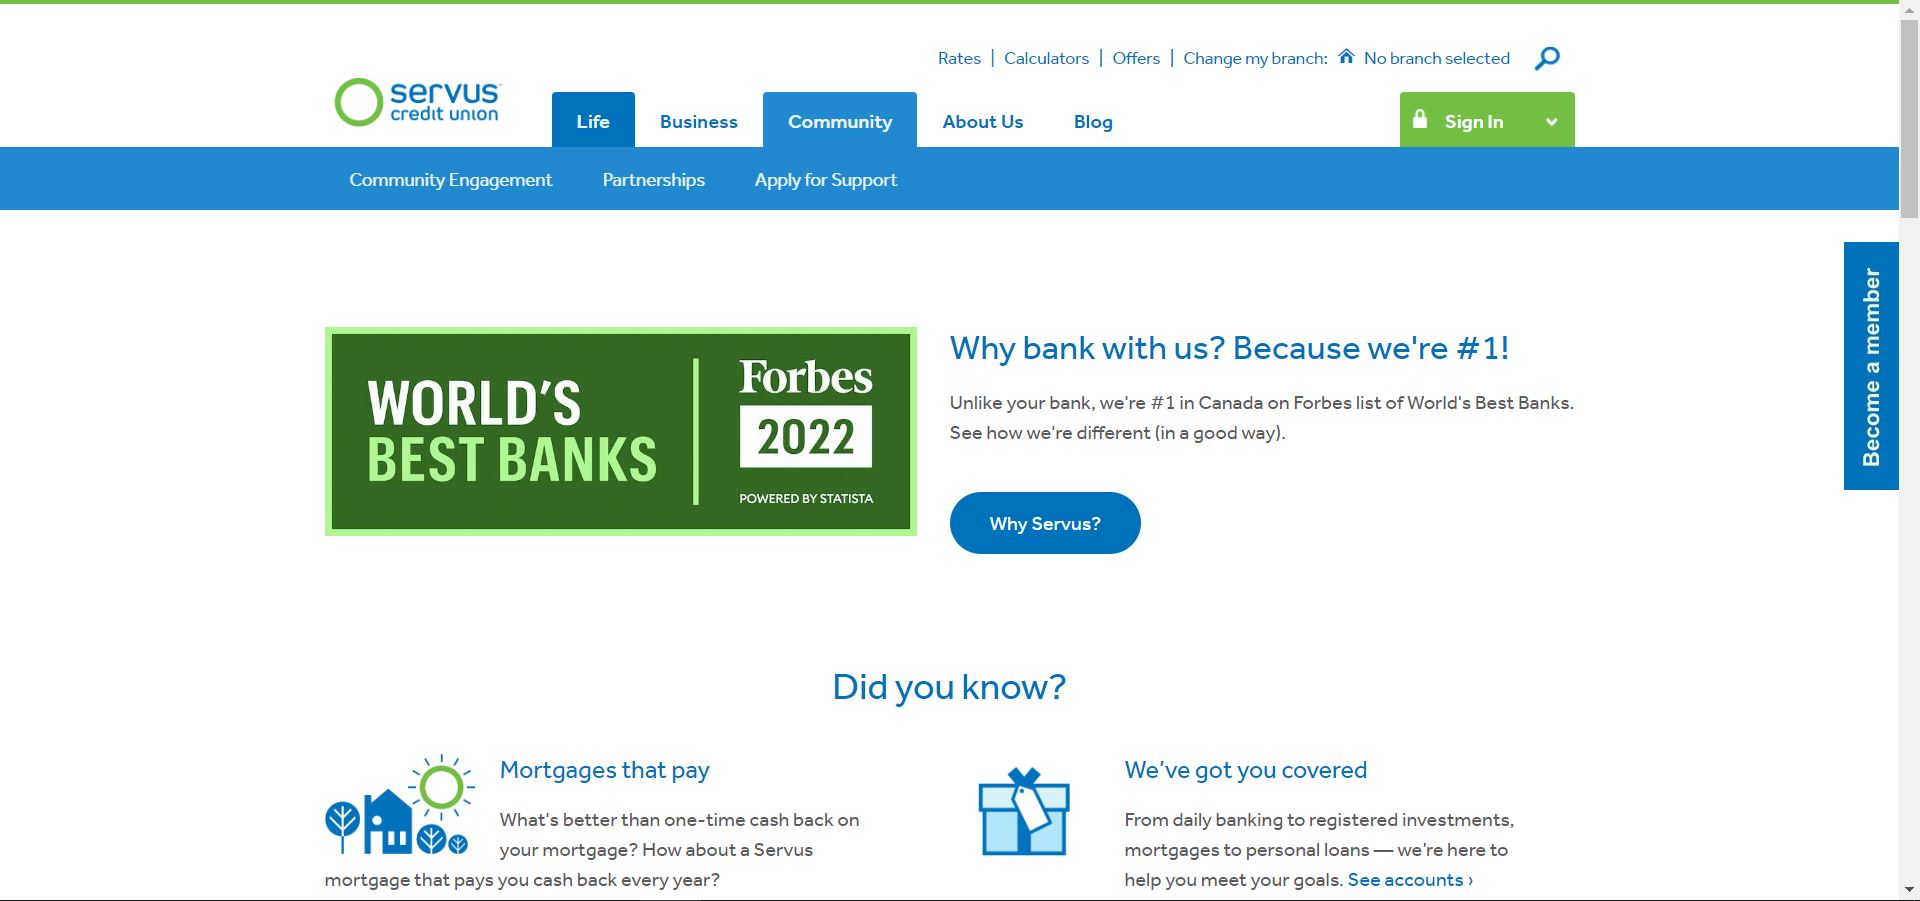 Rates | Calculators | Offers | Change my branch: No branch selected
servus™
credit union
Life
Business
Community
About Us
Blog
Sign In
Community Engagement
Partnerships
Apply for Support
Become a member
WORLD'S
BEST BANKS
Forbes
2022
POWERED BY STATISTA
Why bank with us? Because we're #1!
Unlike your bank, we're #1 in Canada on Forbes list of World's Best Banks.
See how we're different (in a good way).
Why Servus?
Did you know?
Mortgages that pay
What's better than one-time cash back on
your mortgage? How about a Servus
mortgage that pays you cash back every year?
We’ve got you covered
From daily banking to registered investments,
mortgages to personal loans — we’re here to
help you meet your goals. See accounts ›